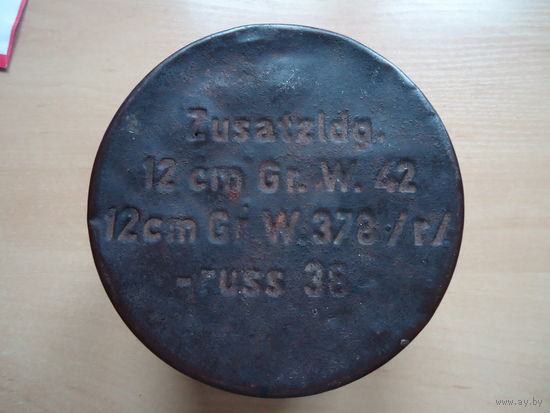 Zusatzldg.
12 cm Gr. W. 42
12cm Gr W 378 /r/
-russ 38
www.ay.by